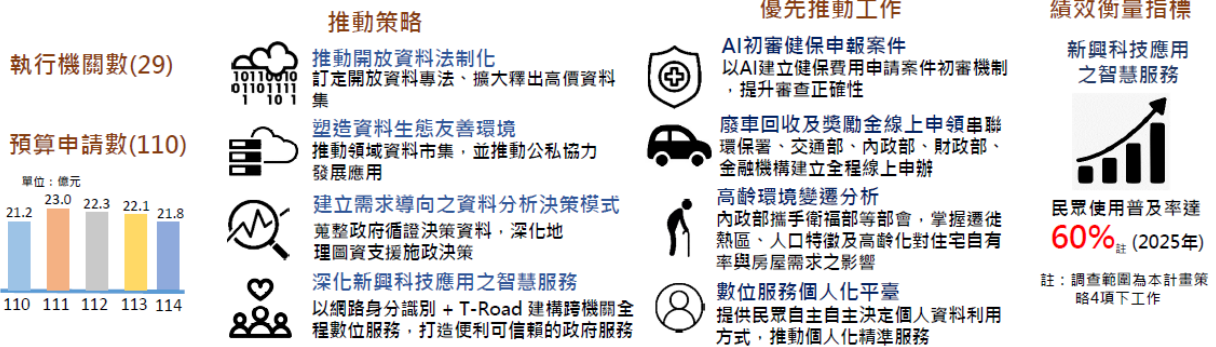 執行機關數(29)
預算申請數(110)
單位：億元
21.2
23.0
22.3
22.1
21.8
110
111
112
113
114
推動策略
10110010
01101111
1 10 1
推動開放資料法制化
訂定開放資料專法、擴大釋出高價資料
集
塑造資料生態友善環境
推動領域資料市集，並推動公私協力
發展應用
建立需求導向之資料分析決策模式
蒐整政府循證決策資料，深化地
理圖資支援施政決策
深化新興科技應用之智慧服務
以網路身分識別 + T-Road 建構跨機關全
程數位服務，打造便利可信賴的政府服務
優先推動工作
AI初審健保申報案件
以AI建立健保費用申請案件初審機制
，提升審查正確性
廢車回收及獎勵金線上申領串聯
環保署、交通部、內政部、財政部、
金融機構建立全程線上申辦
高齡環境變遷分析
內政部攜手衛福部等部會，掌握遷徙
熱區、人口特徵及高齡化對住宅自有
率與房屋需求之影響
數位服務個人化平臺
提供民眾自主自主決定個人資料利用
方式，推動個人化精準服務
績效衡量指標
新興科技應用
之智慧服務
民眾使用普及率達
60%註 (2025年)
註：調查範圍為本計畫策
略4項下工作